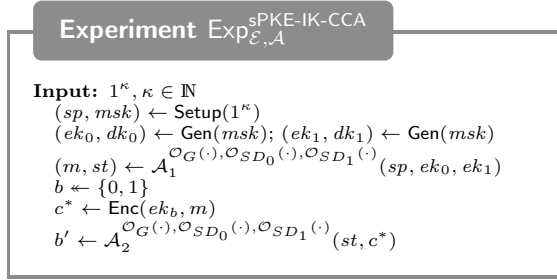 Experiment Exp^{sPKE-IK-CCA}_{ℰ,𝒜}
Input: 1^κ, κ ∈ ℕ
(sp, msk) ← Setup(1^κ)
(ek_0, dk_0) ← Gen(msk); (ek_1, dk_1) ← Gen(msk)
(m, st) ← 𝒜_1^{𝒪_G(·),𝒪_{SD_0}(·),𝒪_{SD_1}(·)}(sp, ek_0, ek_1)
b ↞ {0, 1}
c* ← Enc(ek_b, m)
b′ ← 𝒜_2^{𝒪_G(·),𝒪_{SD_0}(·),𝒪_{SD_1}(·)}(st, c*)